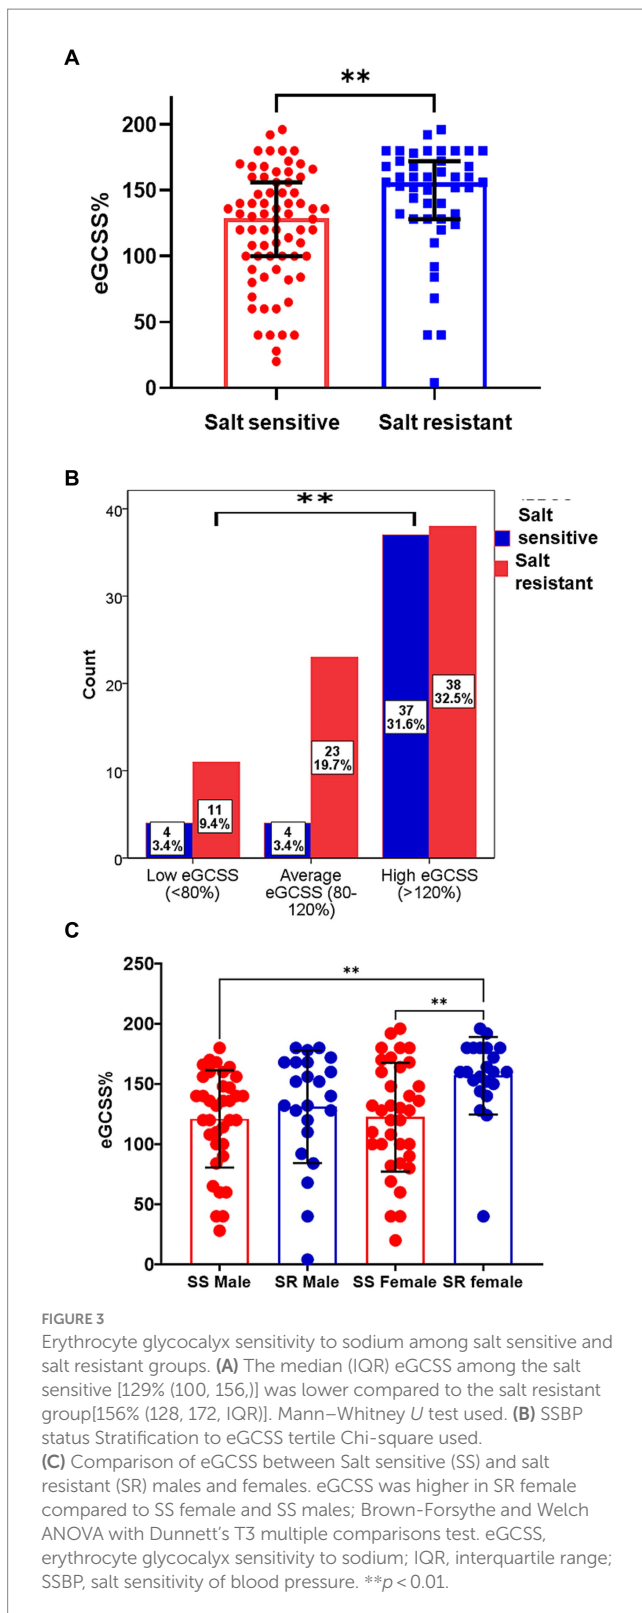 A
**
eGCSS%
200
150
100
50
0
Salt sensitive
Salt resistant
B
**
Salt
sensitive
Salt
resistant
Count
40
30
20
10
0
4
3.4%
11
9.4%
4
3.4%
23
19.7%
37
31.6%
38
32.5%
Low eGCSS
(<80%)
Average
eGCSS (80-
120%)
High eGCSS
(>120%)
C
**
**
eGCSS%
250
200
150
100
50
0
SS Male
SR Male
SS Female
SR female
FIGURE 3
Erythrocyte glycocalyx sensitivity to sodium among salt sensitive and
salt resistant groups. (A) The median (IQR) eGCSS among the salt
sensitive [129% (100, 156,)] was lower compared to the salt resistant
group[156% (128, 172, IQR)]. Mann–Whitney U test used. (B) SSBP
status Stratification to eGCSS tertile Chi-square used.
(C) Comparison of eGCSS between Salt sensitive (SS) and salt
resistant (SR) males and females. eGCSS was higher in SR female
compared to SS female and SS males; Brown-Forsythe and Welch
ANOVA with Dunnett’s T3 multiple comparisons test. eGCSS,
erythrocyte glycocalyx sensitivity to sodium; IQR, interquartile range;
SSBP, salt sensitivity of blood pressure. **p < 0.01.